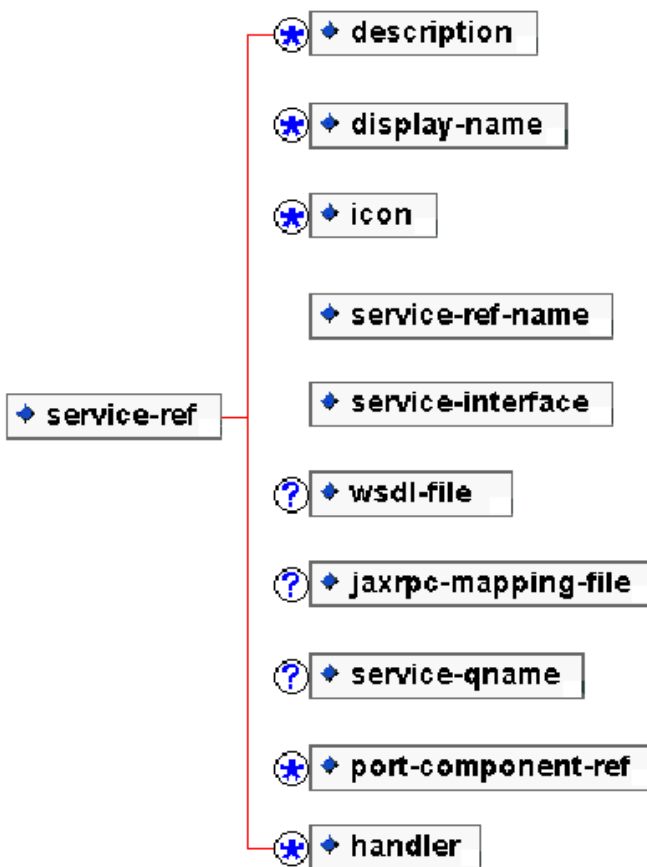 description
display-name
icon
service-ref-name
service-interface
service-ref
wsdl-file
jaxrpc-mapping-file
service-qname
port-component-ref
handler